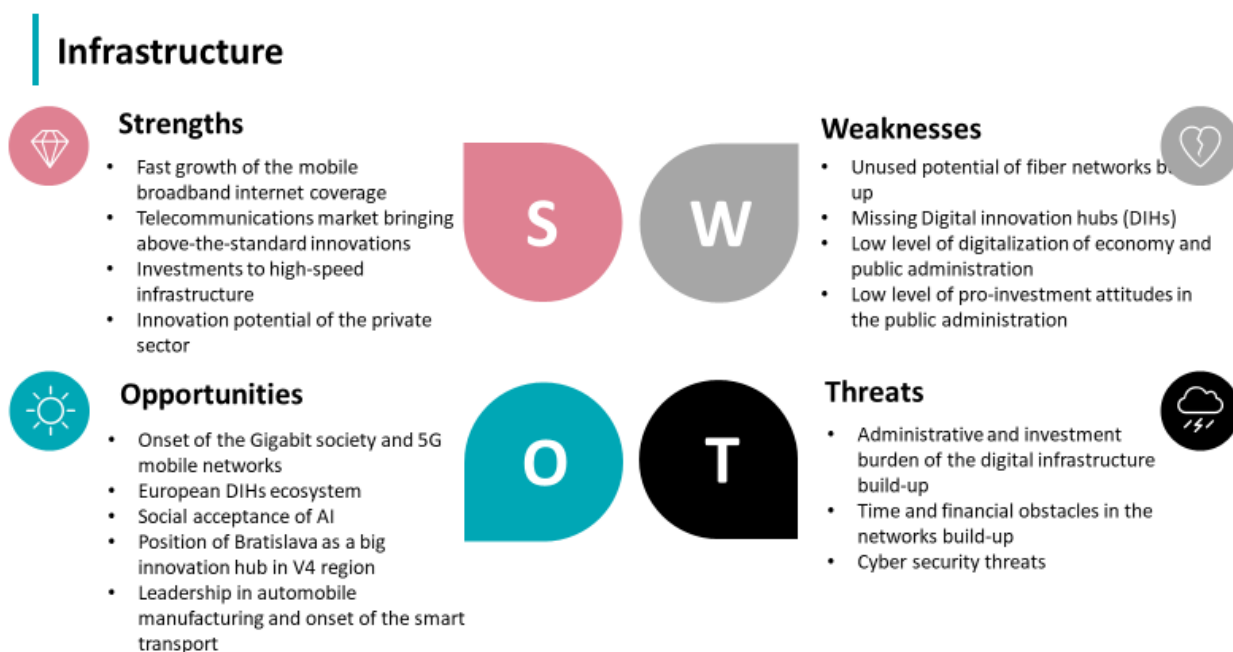 Infrastructure
Strengths
• Fast growth of the mobile
broadband internet coverage
• Telecommunications market bringing
above-the-standard innovations
• Investments to high-speed
infrastructure
• Innovation potential of the private
sector
S
W
Weaknesses
• Unused potential of fiber networks
up
• Missing Digital innovation hubs (DIHs)
• Low level of digitalization of economy and
public administration
• Low level of pro-investment attitudes in
the public administration
Opportunities
• Onset of the Gigabit society and 5G
mobile networks
• European DIHs ecosystem
• Social acceptance of AI
• Position of Bratislava as a big
innovation hub in V4 region
• Leadership in automobile
manufacturing and onset of the smart
transport
O
T
Threats
• Administrative and investment
burden of the digital infrastructure
build-up
• Time and financial obstacles in the
networks build-up
• Cyber security threats